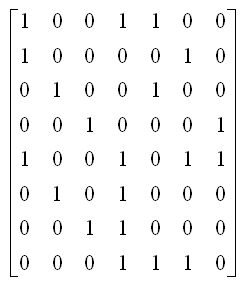 1 0 0 1 1 0 0
1 0 0 0 0 1 0
0 1 0 0 1 0 0
0 0 1 0 0 0 1
1 0 0 1 0 1 1
0 1 0 1 0 0 0
0 0 1 1 0 0 0
0 0 0 1 1 1 0